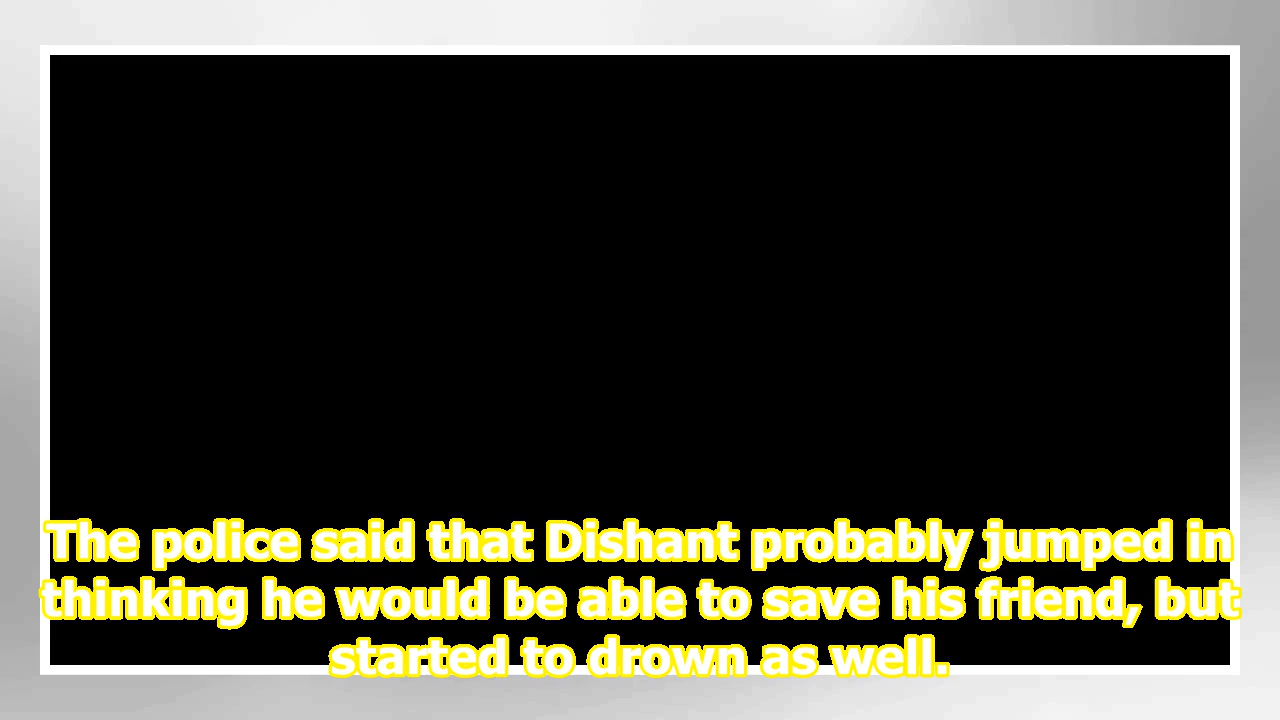 The police said that Dishant probably jumped in
thinking he would be able to save his friend, but
started to drown as well.